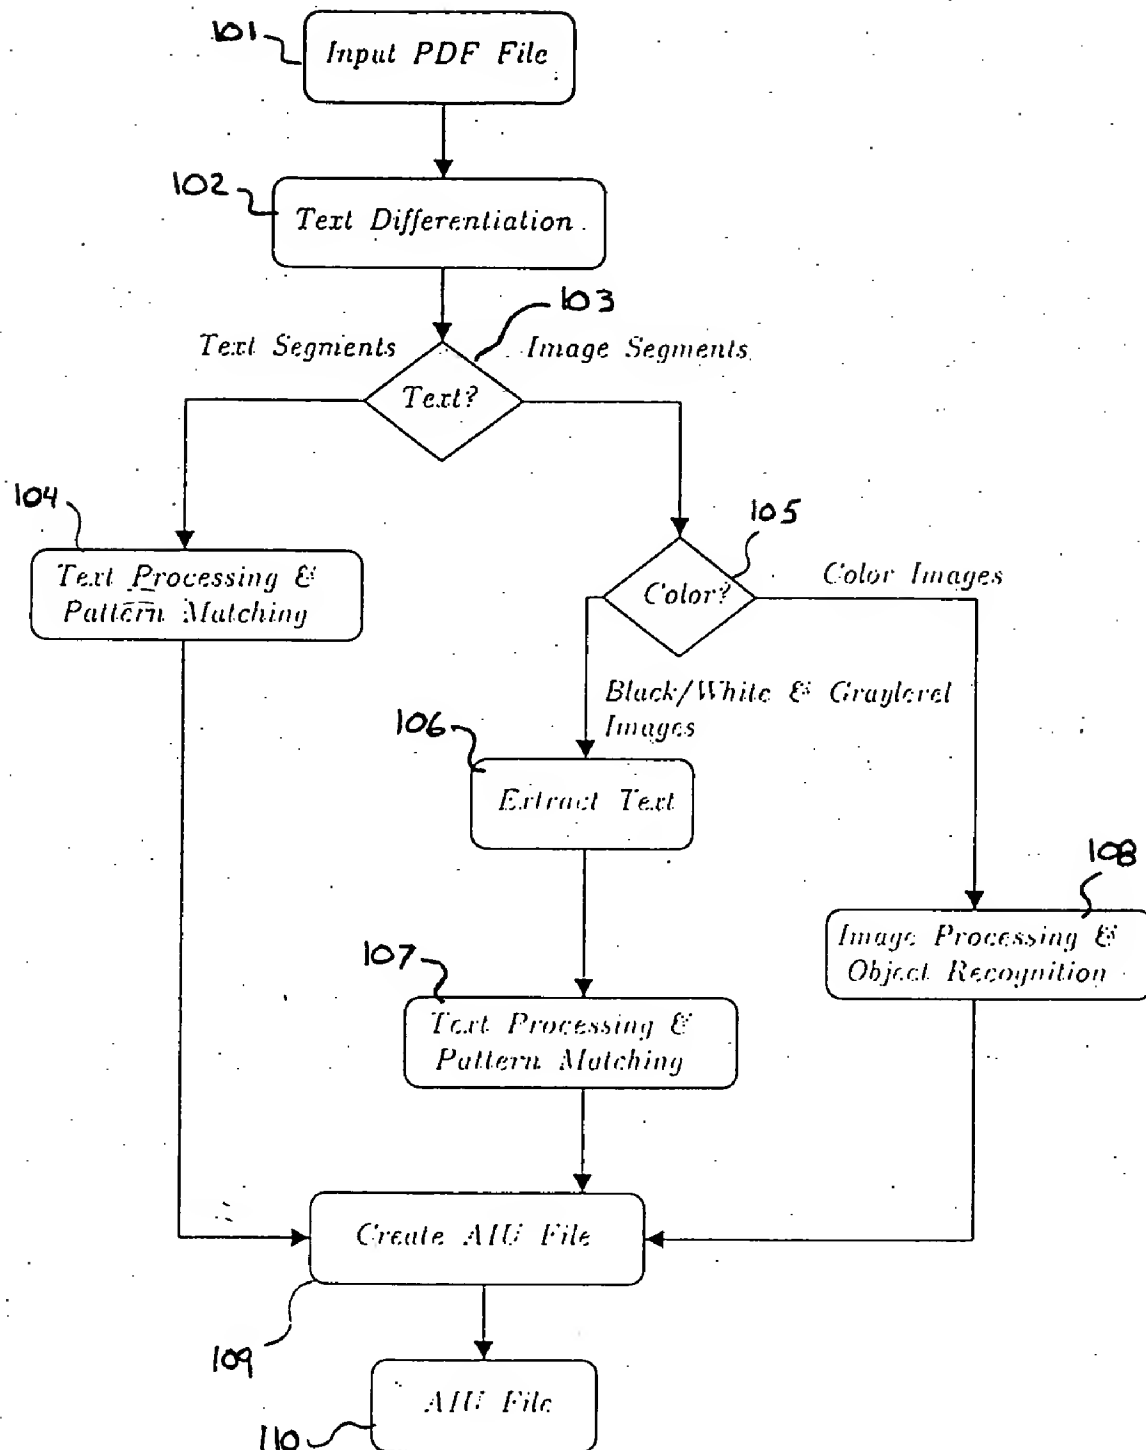 101
Input PDF File
102
Text Differentiation
103
Text Segments
Image Segments
Text?
104
105
Text Processing &
Pattern Matching
Color?
Color Images
Black/White & Graylevel
Images
106
Extract Text
108
Image Processing &
Object Recognition
107
Text Processing &
Pattern Matching
Create AIU File
109
AIU File
110